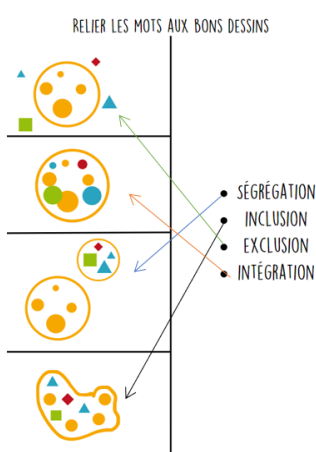 RELIER LES MOTS AUX BONS DESSINS
SÉGRÉGATION
INCLUSION
EXCLUSION
INTÉGRATION